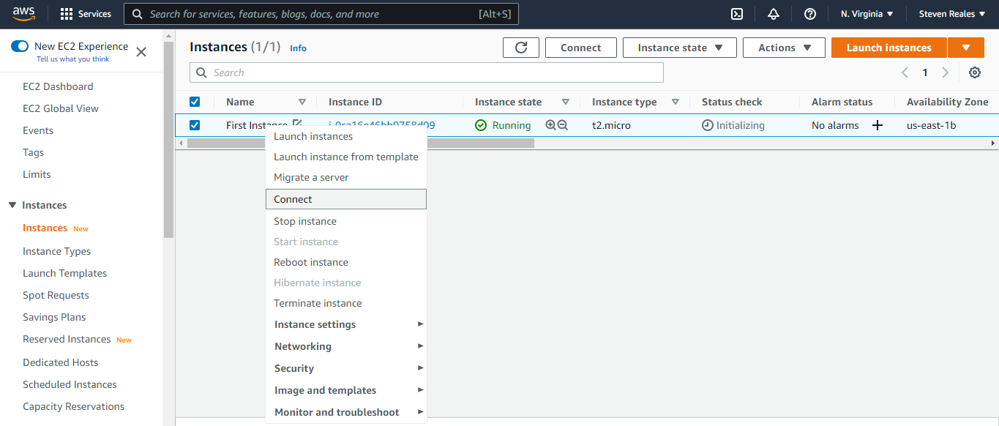 aws Services Search for services, features, blogs, docs, and more [Alt+S] N. Virginia Steven Reales
New EC2 Experience
Tell us what you think
EC2 Dashboard
EC2 Global View
Events
Tags
Limits
Instances
Instances New
Instance Types
Launch Templates
Spot Requests
Savings Plans
Reserved Instances New
Dedicated Hosts
Scheduled Instances
Capacity Reservations
Instances (1/1) Info Connect Instance state Actions Launch instances
Search 1
Name Instance ID Instance state Instance type Status check Alarm status Availability Zone
First Instance Running t2.micro Initializing No alarms us-east-1b
Launch instances
Launch instance from template
Migrate a server
Connect
Stop instance
Start instance
Reboot instance
Hibernate instance
Terminate instance
Instance settings
Networking
Security
Image and templates
Monitor and troubleshoot